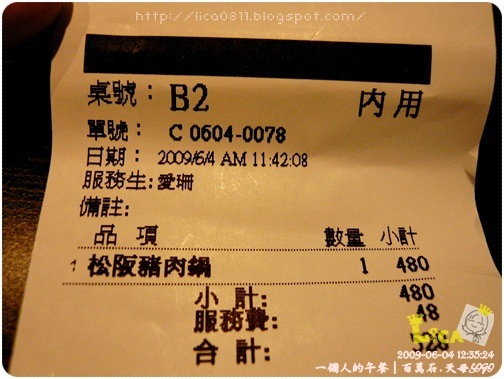 http://lica0811.blogspot.com/
桌號： B2 內用
單號： C 0604-0078
日期： 2009/6/4 AM 11:42:08
服務生: 愛珊
備註:
品 項 數量 小計
1 松阪豬肉鍋 1 480
小 計: 480
服務費: 48
合 計: 528
LICA
2009-06-04 12:35:24
一個人的午餐｜百萬石.天母SOGO